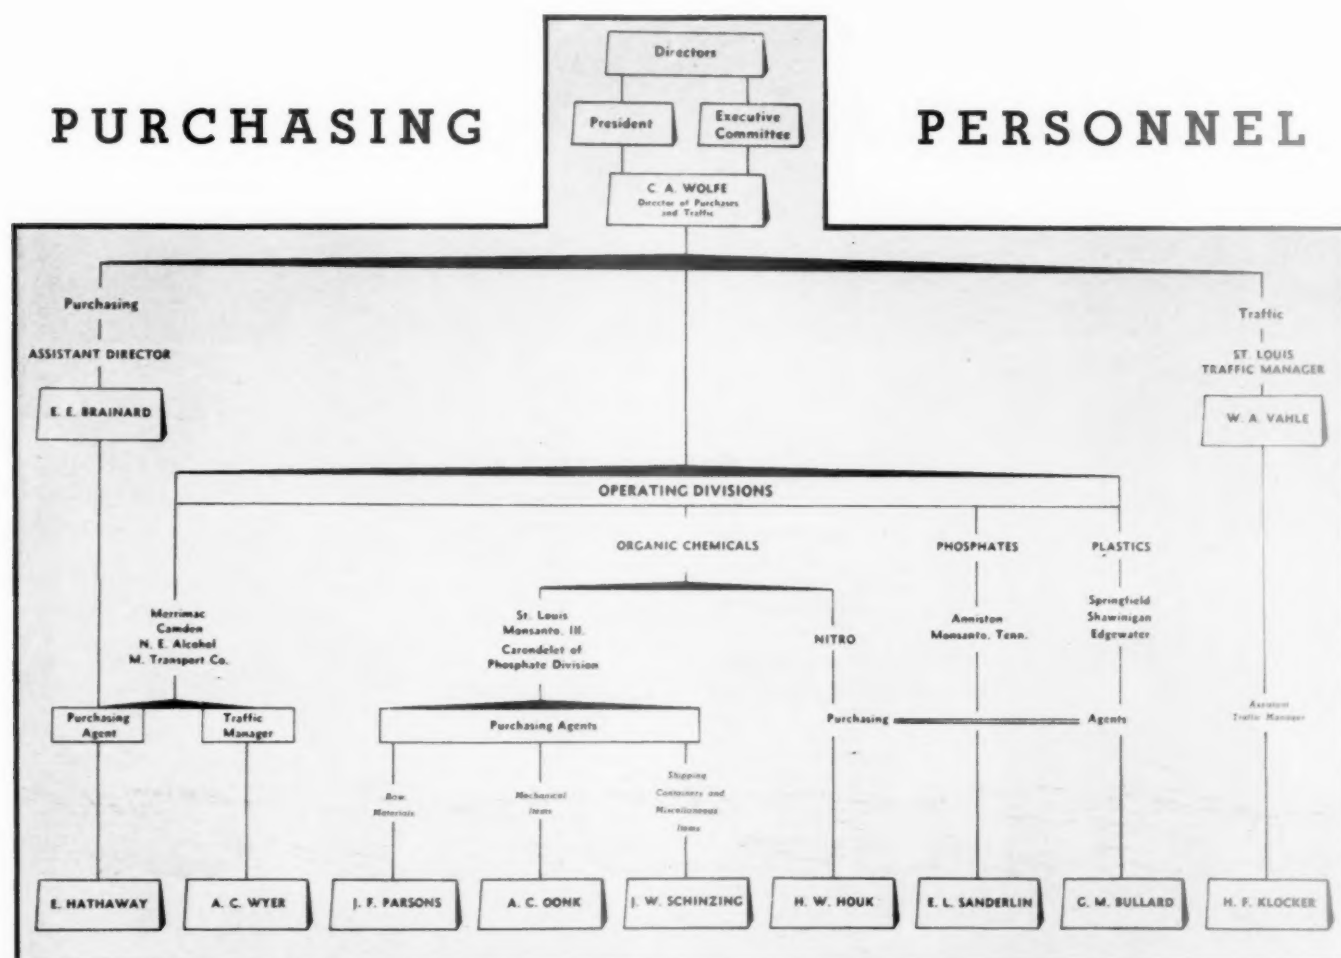 Directors
PURCHASING
PERSONNEL
President
Executive
Committee
C. A. WOLFE
Director of Purchases
and Traffic
Purchasing
Traffic
ASSISTANT DIRECTOR
ST. LOUIS
TRAFFIC MANAGER
E. E. BRAINARD
W. A. VAHLE
OPERATING DIVISIONS
ORGANIC CHEMICALS
PHOSPHATES
PLASTICS
Merrimac
Camden
N. E. Alcohol
M. Transport Co.
St. Louis
Monsanto, Ill.
Carondelet of
Phosphate Division
NITRO
Anniston
Monsanto, Tenn.
Springfield
Shawinigan
Edgewater
Purchasing
Agent
Traffic
Manager
Purchasing Agents
Purchasing
Agents
Assistant
Traffic Manager
Raw
Materials
Mechanical
Items
Shipping
Containers and
Miscellaneous
Items
E. HATHAWAY
A. C. WYER
J. F. PARSONS
A. C. OONK
J. W. SCHINZING
H. W. HOUK
E. L. SANDERLIN
G. M. BULLARD
H. F. KLOCKER